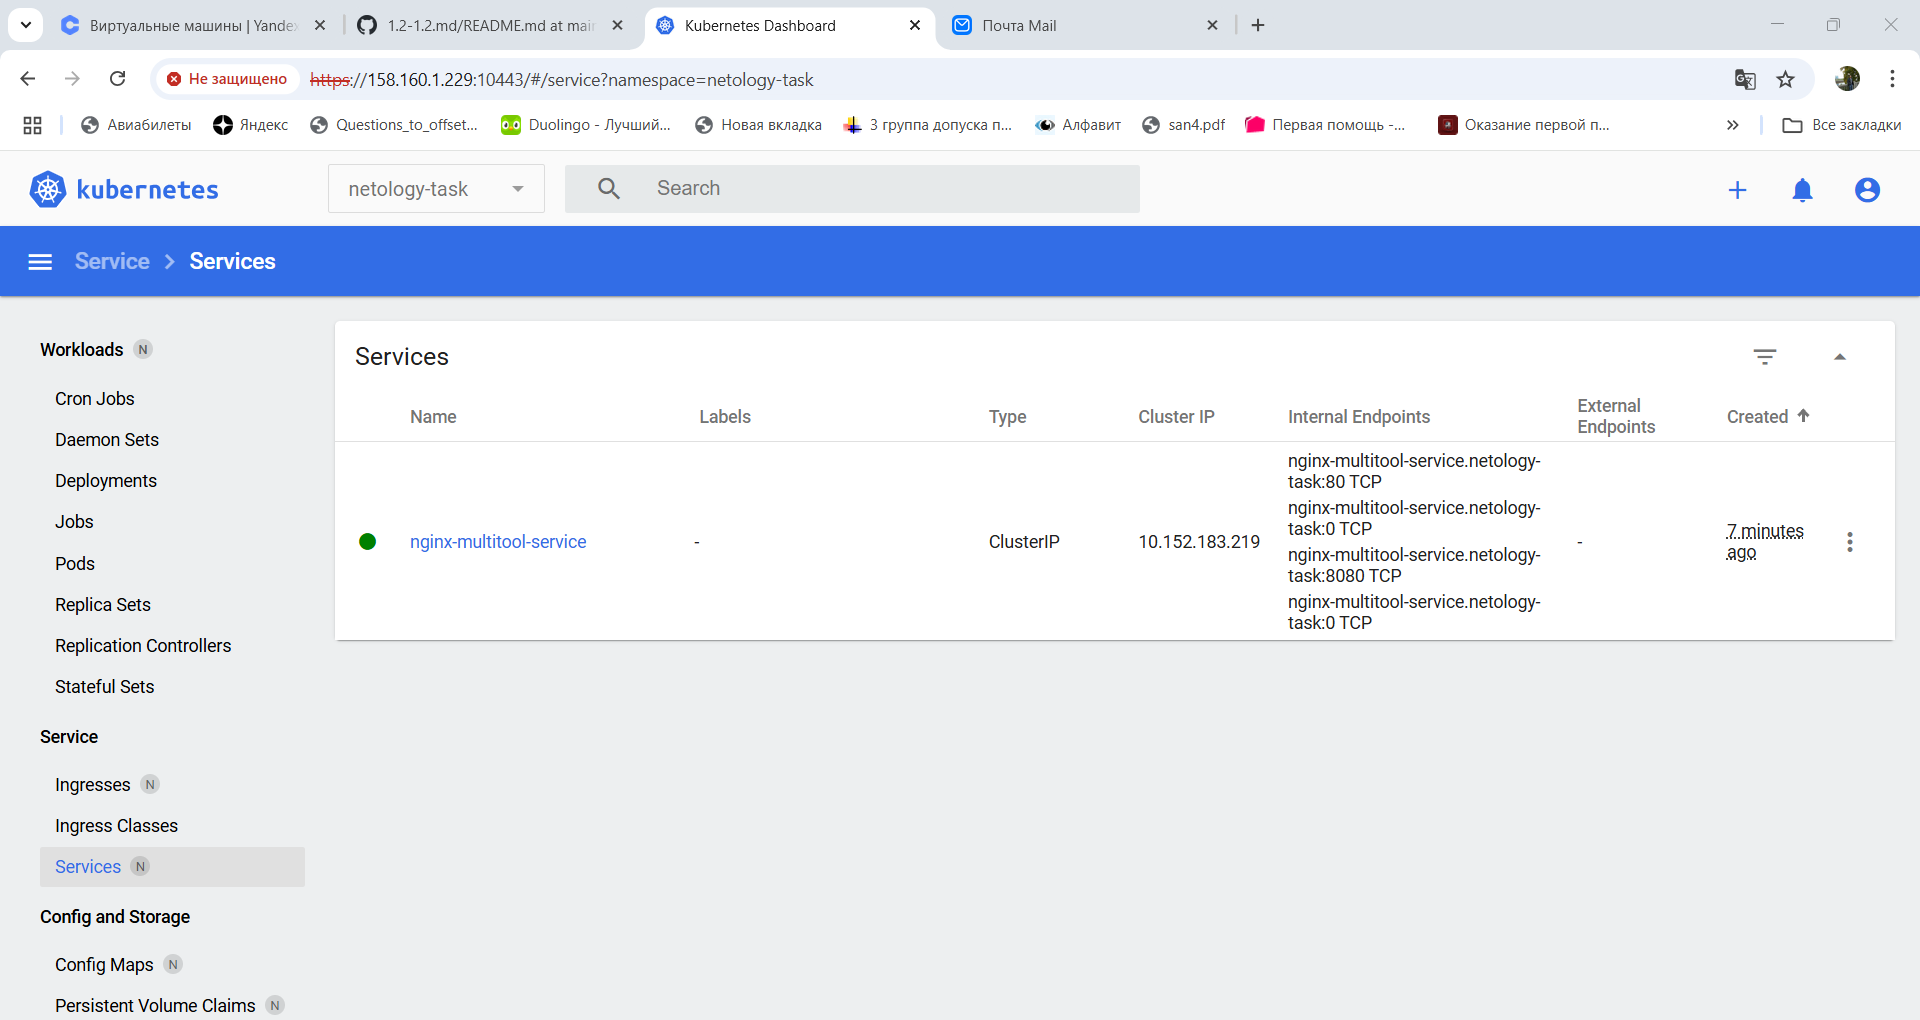 Виртуальные машины | Yande
1.2-1.2.md/README.md at mai
Kubernetes Dashboard
Почта Mail
Не защищено
https://158.160.1.229:10443/#/service?namespace=netology-task
Авиабилеты
Яндекс
Questions_to_offset...
Duolingo - Лучший...
Новая вкладка
3 группа допуска п...
Алфавит
san4.pdf
Первая помощь -...
Оказание первой п...
»
Все закладки
kubernetes
netology-task
Search
Service
Services
Workloads N
Cron Jobs
Daemon Sets
Deployments
Jobs
Pods
Replica Sets
Replication Controllers
Stateful Sets
Service
Ingresses N
Ingress Classes
Services N
Config and Storage
Config Maps N
Persistent Volume Claims N
Services
Name
Labels
Type
Cluster IP
Internal Endpoints
External
Endpoints
Created
nginx-multitool-service
-
ClusterIP
10.152.183.219
nginx-multitool-service.netology-
task:80 TCP
nginx-multitool-service.netology-
task:0 TCP
nginx-multitool-service.netology-
task:8080 TCP
nginx-multitool-service.netology-
task:0 TCP
-
7 minutes
ago